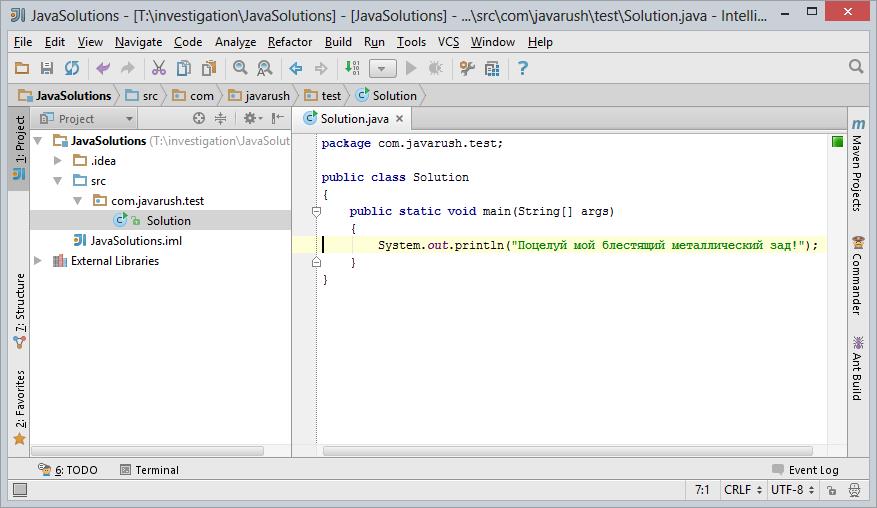 JavaSolutions - [T:\investigation\JavaSolutions] - [JavaSolutions] - ...\src\com\javarush\test\Solution.java - Intelli...
File Edit View Navigate Code Analyze Refactor Build Run Tools VCS Window Help
JavaSolutions src com javarush test Solution
1: Project
7: Structure
2: Favorites
Project
JavaSolutions (T:\investigation\JavaSolut
.idea
src
com.javarush.test
Solution
JavaSolutions.iml
External Libraries
Solution.java
package com.javarush.test;
public class Solution
{
public static void main(String[] args)
{
System.out.println("Поцелуй мой блестящий металлический зад!");
}
}
Maven Projects
Commander
Ant Build
6: TODO Terminal Event Log
7:1 CRLF UTF-8